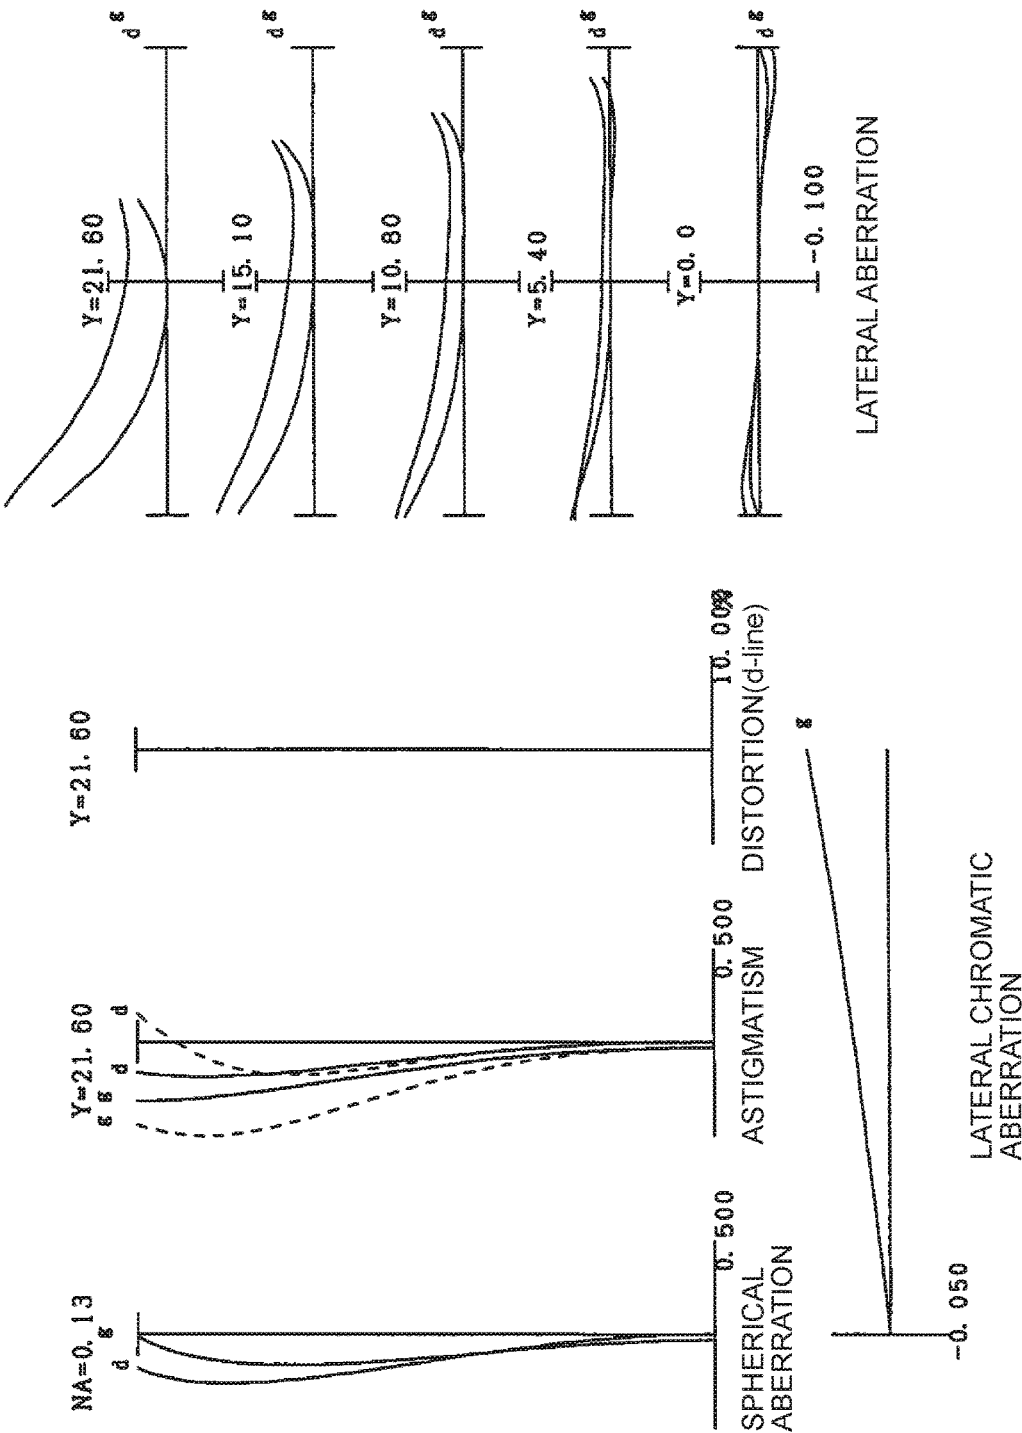 NA=0. 13
g
d
0. 500
SPHERICAL
ABERRATION
Y=21. 60
g g
d
d
0. 500
ASTIGMATISM
Y=21. 60
10. 00%
DISTORTION(d-line)
g
-0. 050
LATERAL CHROMATIC
ABERRATION
Y=21. 60
d g
Y=15. 10
d g
Y=10. 80
d g
Y=5. 40
d g
Y=0. 0
d g
-0. 100
LATERAL ABERRATION